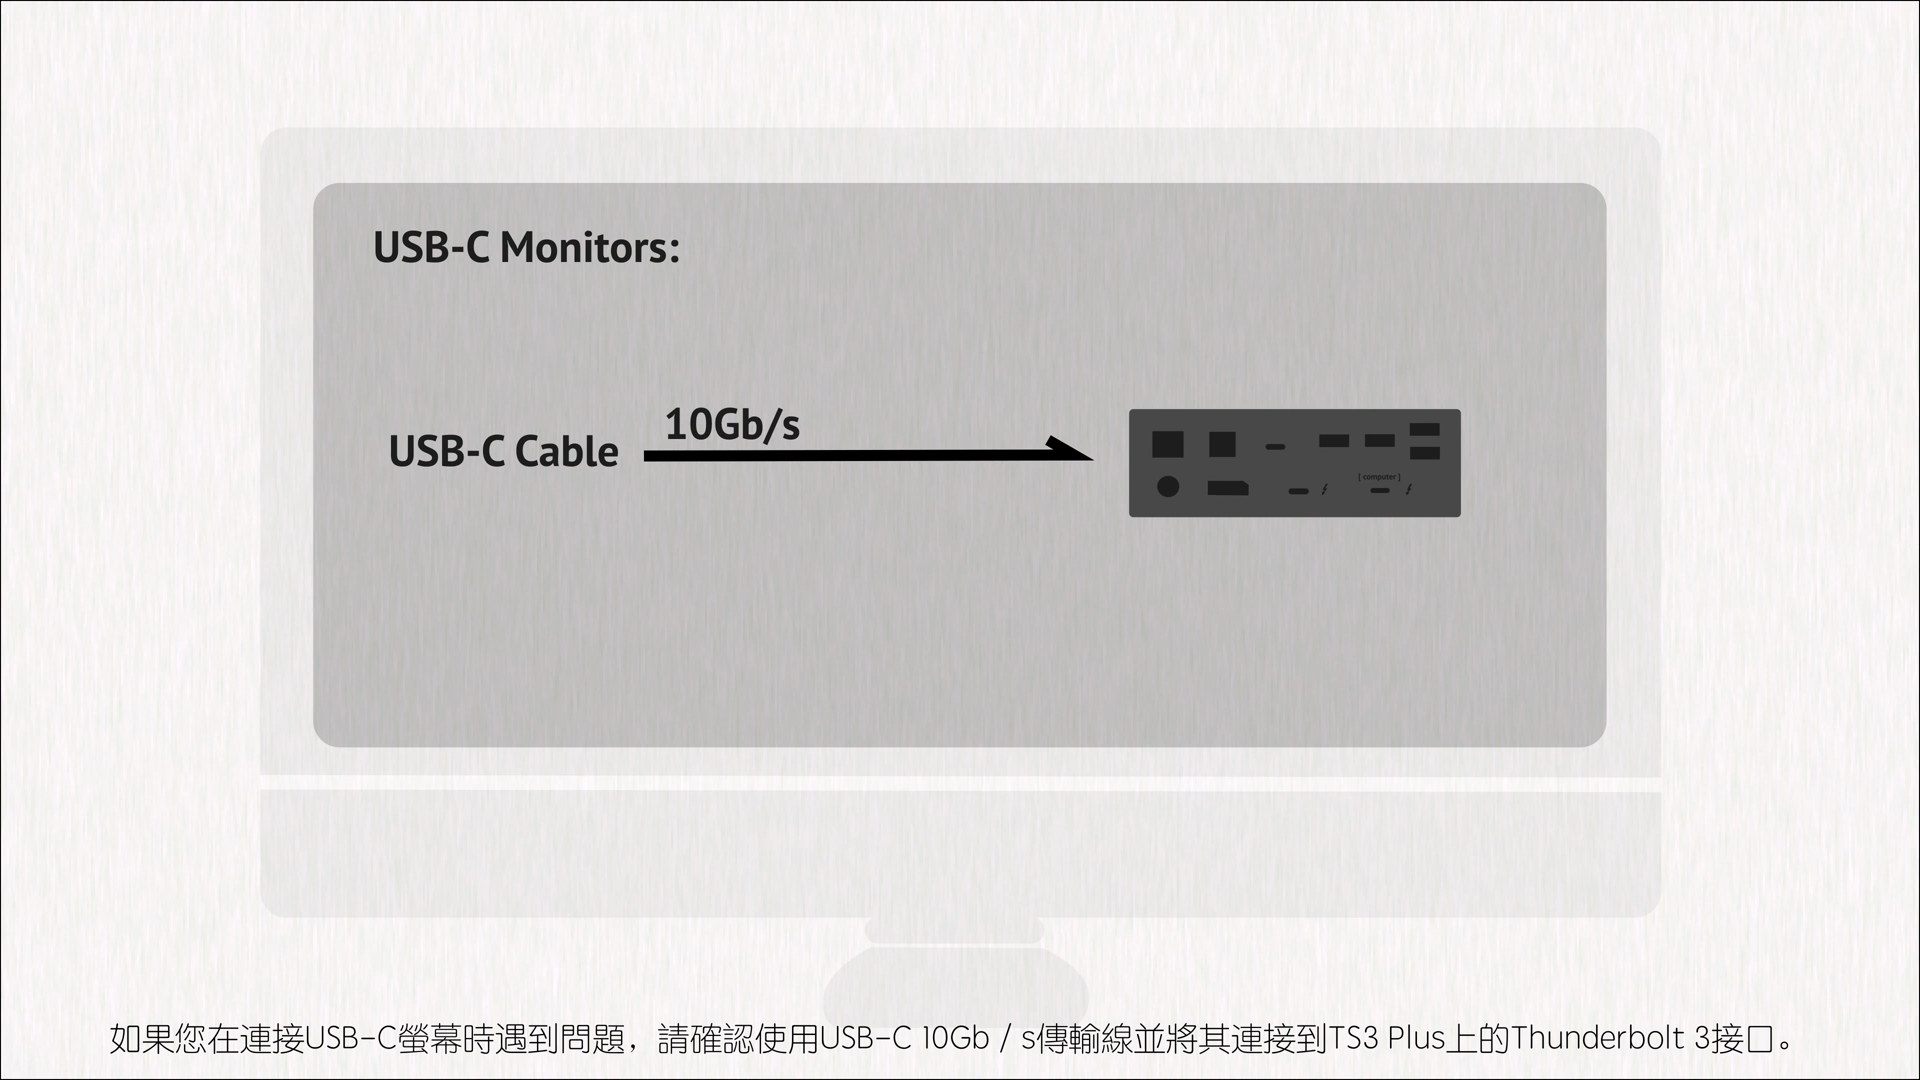 USB-C Monitors:
10Gb/s
USB-C Cable
[ computer ]
如果您在連接USB-C螢幕時遇到問題，請確認使用USB-C 10Gb / s傳輸線並將其連接到TS3 Plus上的Thunderbolt 3接口。